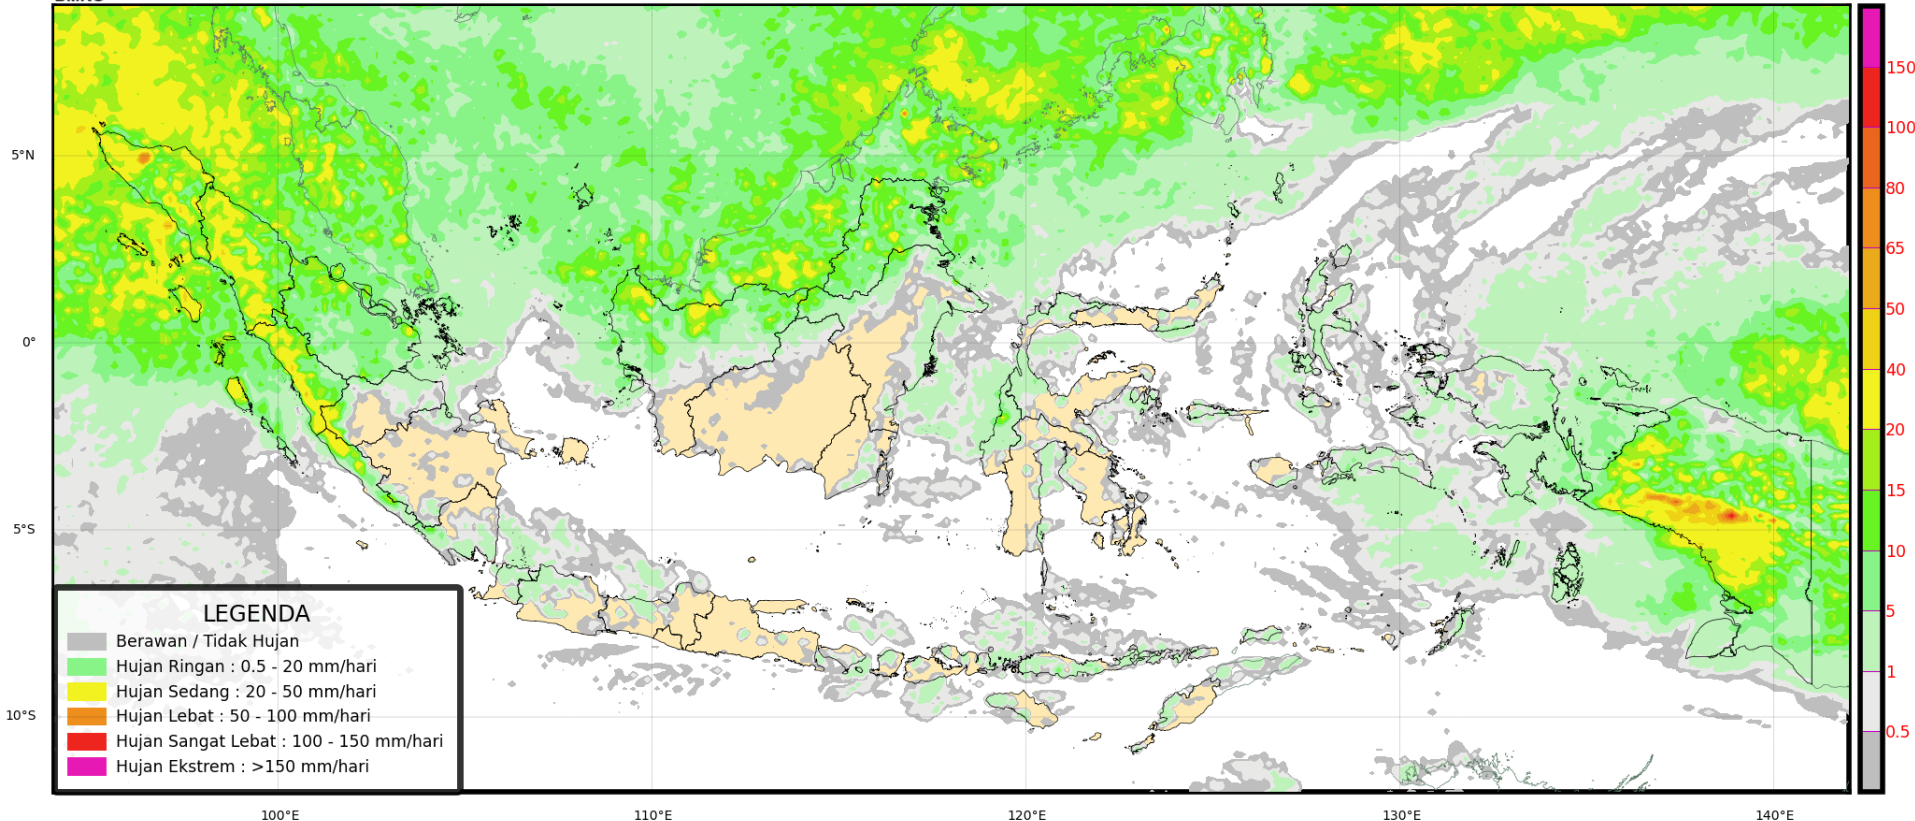 5°N
0°
5°S
10°S
100°E
110°E
120°E
130°E
140°E
LEGENDA
Berawan / Tidak Hujan
Hujan Ringan : 0.5 - 20 mm/hari
Hujan Sedang : 20 - 50 mm/hari
Hujan Lebat : 50 - 100 mm/hari
Hujan Sangat Lebat : 100 - 150 mm/hari
Hujan Ekstrem : >150 mm/hari
150
100
80
65
50
40
20
15
10
5
1
0.5